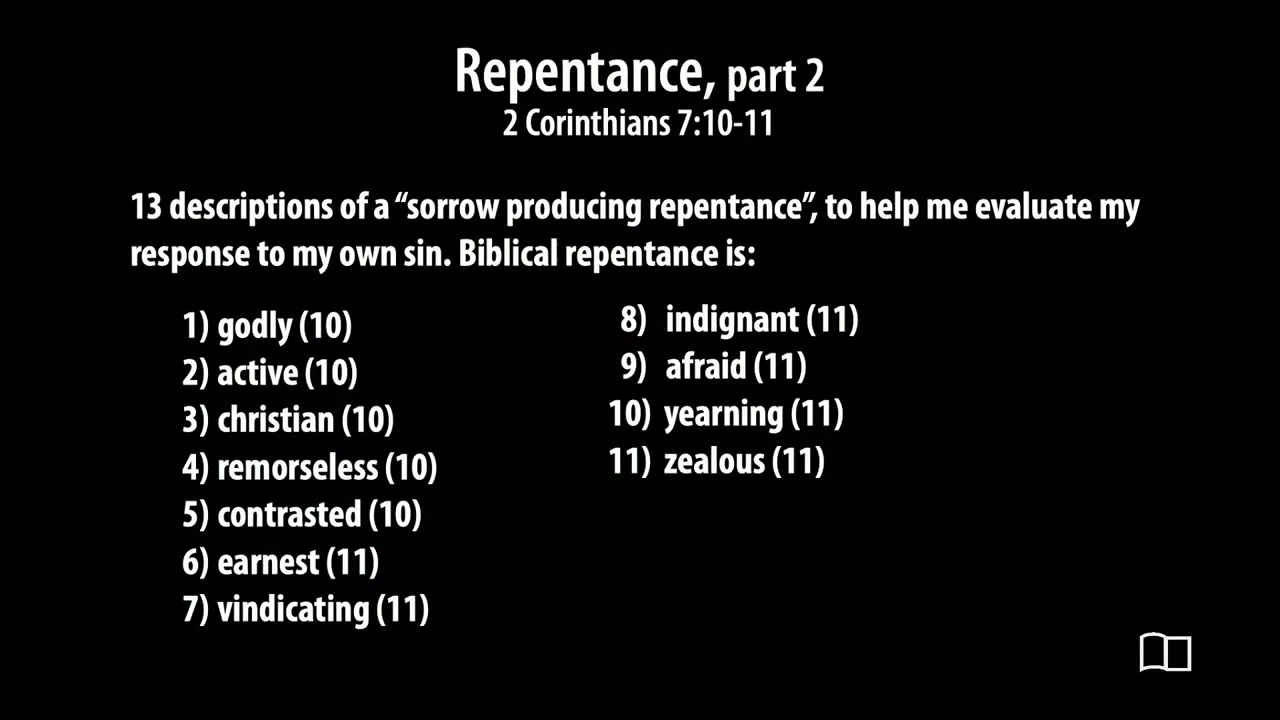 Repentance, part 2
2 Corinthians 7:10-11
13 descriptions of a “sorrow producing repentance”, to help me evaluate my
response to my own sin. Biblical repentance is:
1) godly (10)
2) active (10)
3) christian (10)
4) remorseless (10)
5) contrasted (10)
6) earnest (11)
7) vindicating (11)
8) indignant (11)
9) afraid (11)
10) yearning (11)
11) zealous (11)